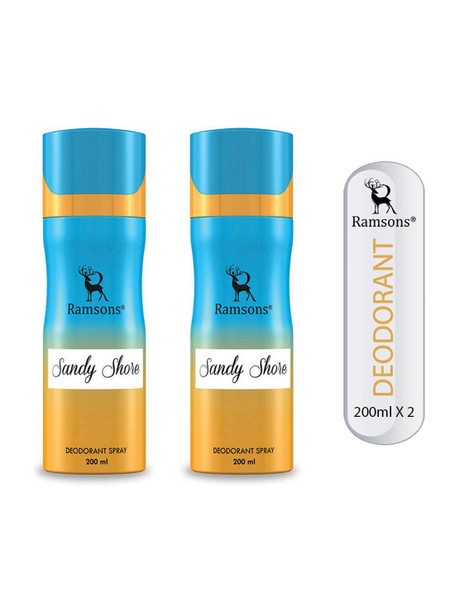 Ramsons®
Sandy Shore
DEODORANT SPRAY
200 ml
Ramsons®
Sandy Shore
DEODORANT SPRAY
200 ml
Ramsons®
DEODORANT
200ml X 2